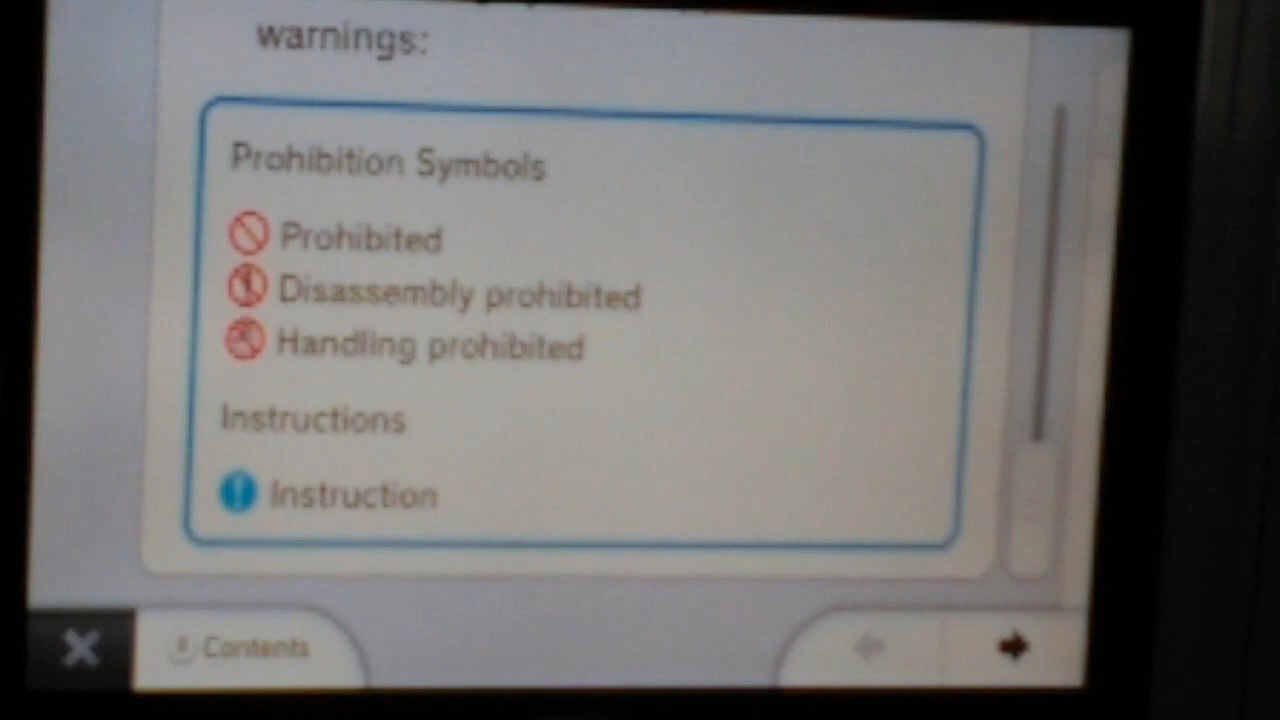 warnings:
Prohibition Symbols
Prohibited
Disassembly prohibited
Handling prohibited
Instructions
Instruction
Contents